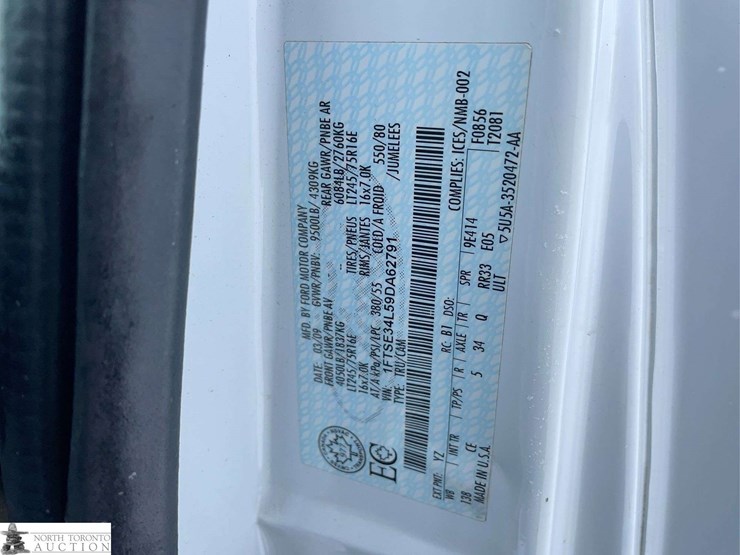 MFD. BY FORD MOTOR COMPANY
DATE: 03/09 GVWR/PNBV: 9500LB/ 4309KG
FRONT GAWR/PNBE AV REAR GAWR/PNBE AR
4050LB/1837KG 6084LB/2760KG
LT245/75R16E TIRES/PNEUS LT245/75R16E
16x7.0K RIMS/JANTES 16x7.0K
AT/A kPa/PSI/LPC 380/55 COLD/A FROID 550/80
VIN: 1FTSE34L59DA62791 /JUMELEES
TYPE: TRU/CAM
EC
COMPLIES: ICES/NMB-002
EXT PNT: YZ RC: B1 DSO: F0856
WB INT TR TP/PS R AXLE TR SPR 9E414 T2081
138 CE 5 34 Q RR33 E05
MADE IN U.S.A. ULT ▽5U5A-3520472-AA
NORTH TORONTO
AUCTION